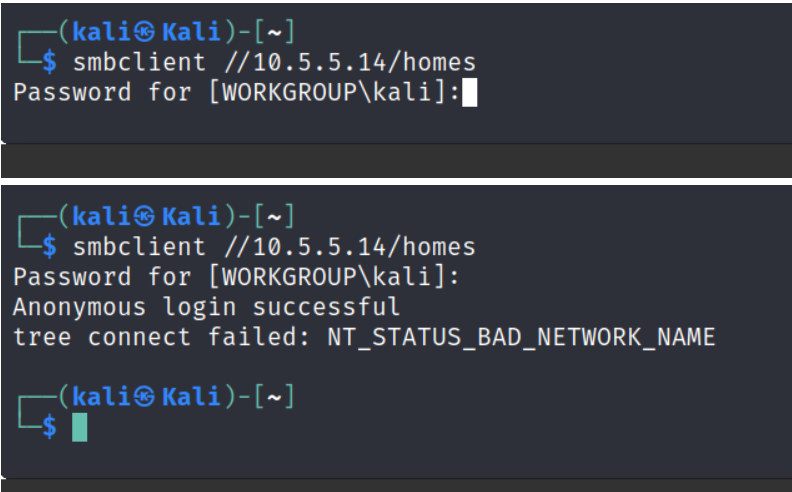 ┌──(kali㉿Kali)-[~]
└─$ smbclient //10.5.5.14/homes
Password for [WORKGROUP\kali]:
┌──(kali㉿Kali)-[~]
└─$ smbclient //10.5.5.14/homes
Password for [WORKGROUP\kali]:
Anonymous login successful
tree connect failed: NT_STATUS_BAD_NETWORK_NAME
┌──(kali㉿Kali)-[~]
└─$